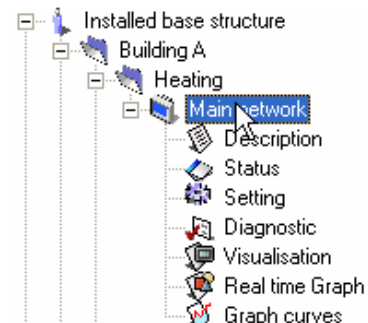 Installed base structure
Building A
Heating
Main network
Description
Status
Setting
Diagnostic
Visualisation
Real time Graph
Graph curves